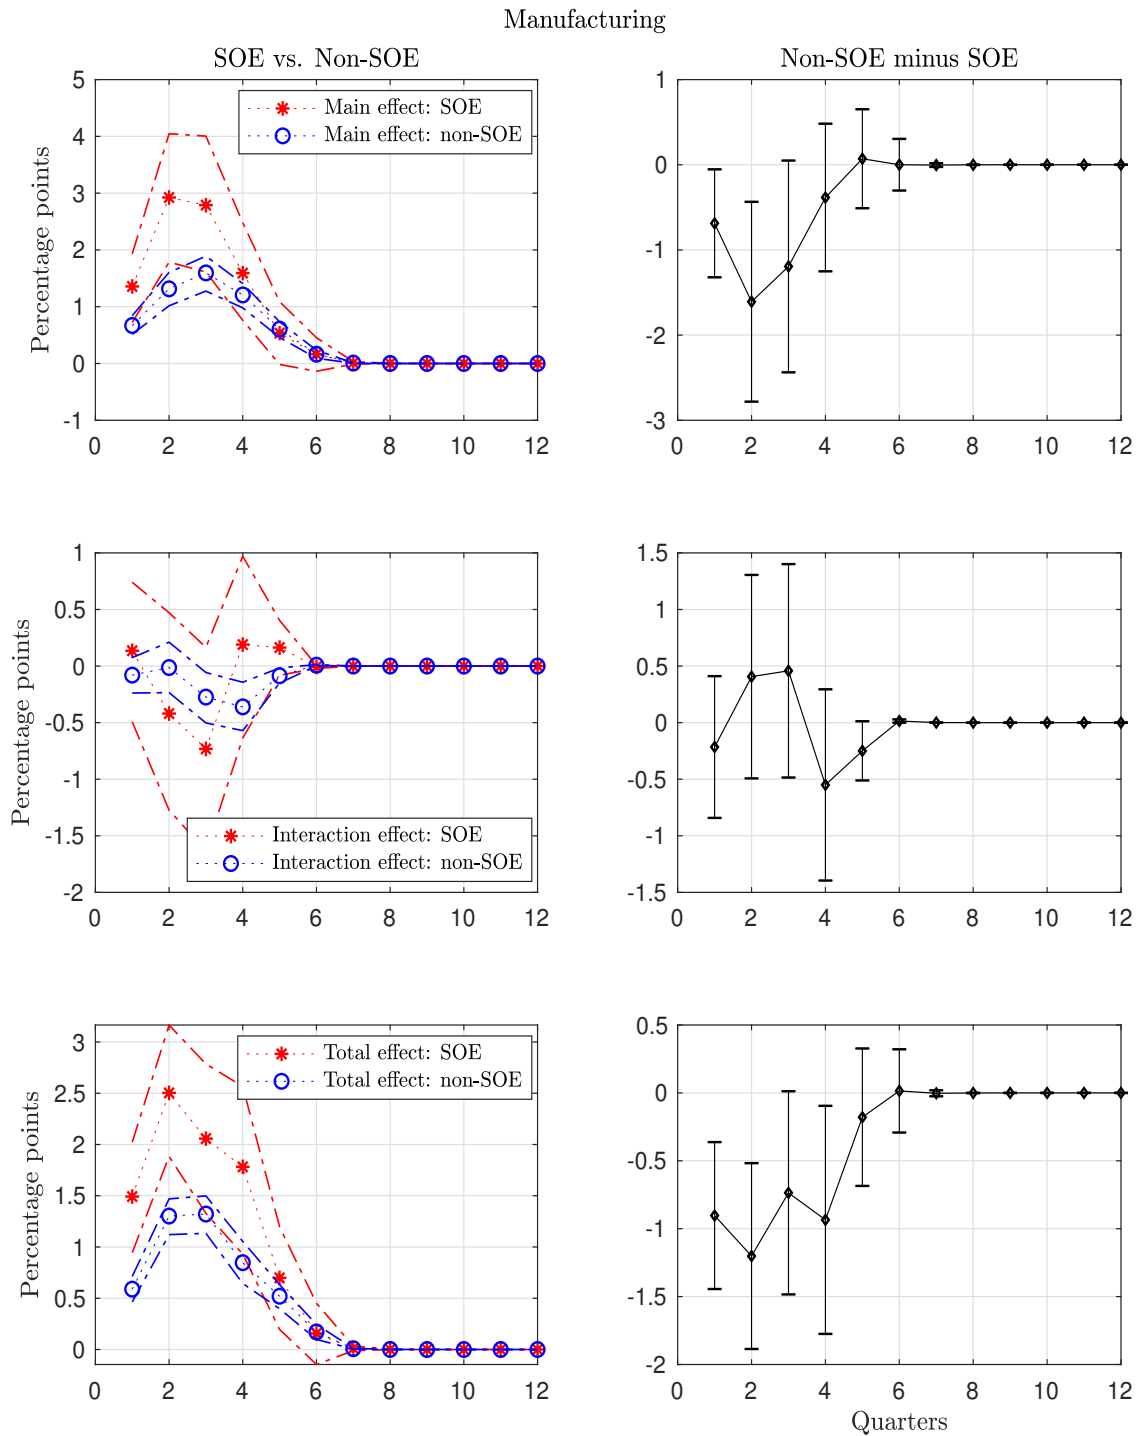 Manufacturing
SOE vs. Non-SOE
Non-SOE minus SOE
Percentage points
5
4
3
2
1
0
-1
0 2 4 6 8 10 12
Main effect: SOE
Main effect: non-SOE
1
0
-1
-2
-3
0 2 4 6 8 10 12
Percentage points
1
0.5
0
-0.5
-1
-1.5
-2
0 2 4 6 8 10 12
Interaction effect: SOE
Interaction effect: non-SOE
1.5
1
0.5
0
-0.5
-1
-1.5
0 2 4 6 8 10 12
Percentage points
3
2.5
2
1.5
1
0.5
0
0 2 4 6 8 10 12
Total effect: SOE
Total effect: non-SOE
0.5
0
-0.5
-1
-1.5
-2
0 2 4 6 8 10 12
Quarters